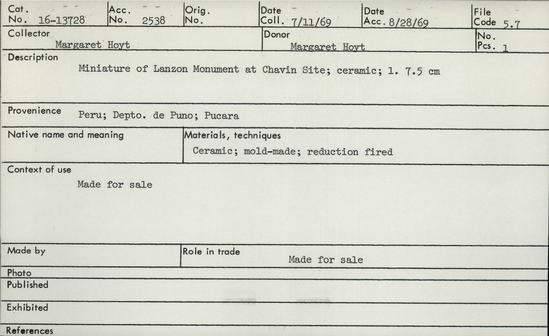 Cat. No. 16-13728 Acc. No. 2538 Orig. No. Date Coll. 7/11/69 Date Acc. 8/28/69 File Code 5.7
Collector Margaret Hoyt Donor Margaret Hoyt No. Pcs. 1
Description
Miniature of Lanzon Monument at Chavin Site; ceramic; l. 7.5 cm
Provenience Peru; Depto. de Puno; Pucara
Native name and meaning Materials, techniques
Ceramic; mold-made; reduction fired
Context of use
Made for sale
Made by Role in trade
Made for sale
Photo
Published
Exhibited
References